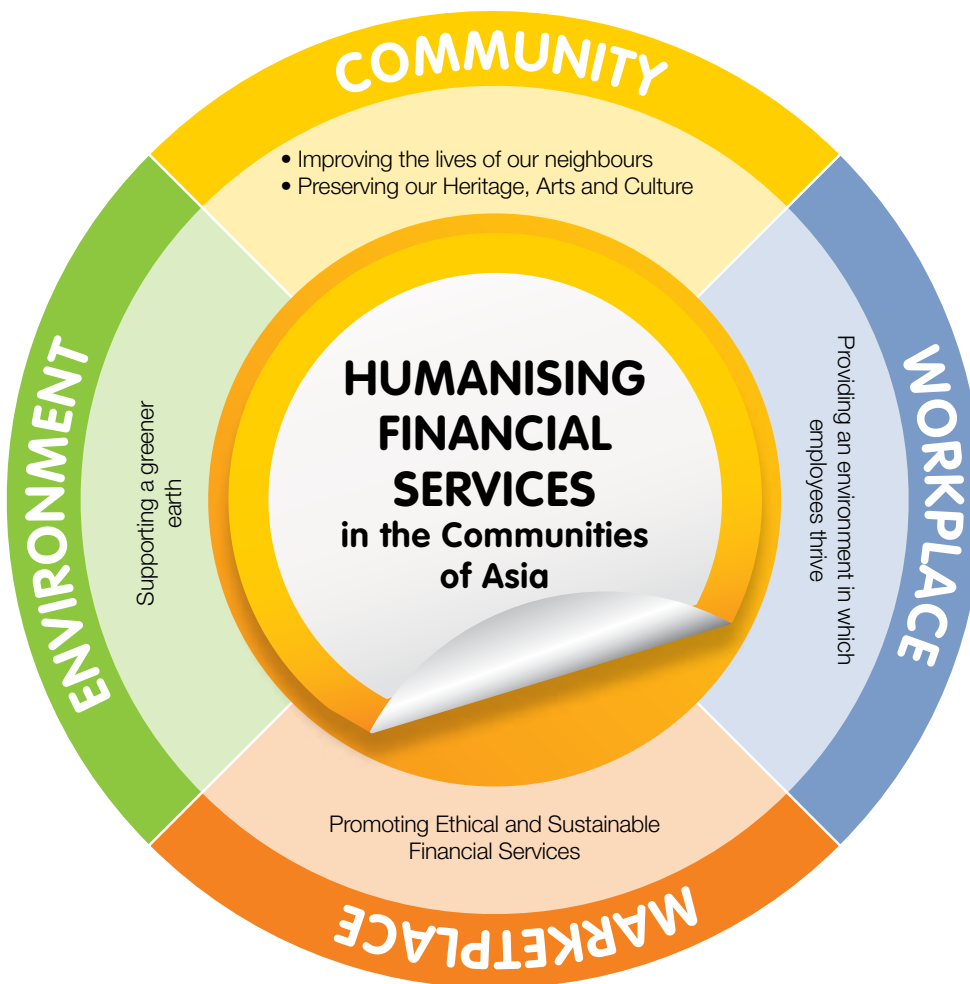 COMMUNITY
• Improving the lives of our neighbours
• Preserving our Heritage, Arts and Culture
WORKPLACE
Providing an environment in which
employees thrive
HUMANISING
FINANCIAL
SERVICES
in the Communities
of Asia
ENVIRONMENT
Supporting a greener
earth
Promoting Ethical and Sustainable
Financial Services
MARKETPLACE